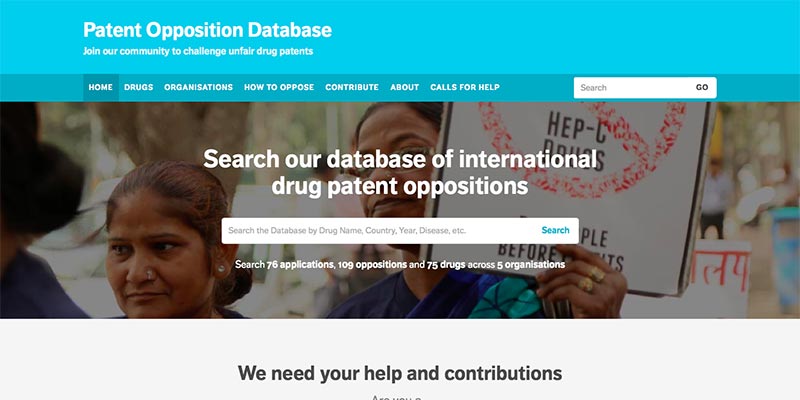 Patent Opposition Database
Join our community to challenge unfair drug patents
HOME DRUGS ORGANISATIONS HOW TO OPPOSE CONTRIBUTE ABOUT CALLS FOR HELP
Search GO
HEP-C
DRUGS
Search our database of international
drug patent oppositions
Search the Database by Drug Name, Country, Year, Disease, etc. Search
BEFORE
Search 76 applications, 109 oppositions and 75 drugs across 5 organisations
We need your help and contributions
Are you a